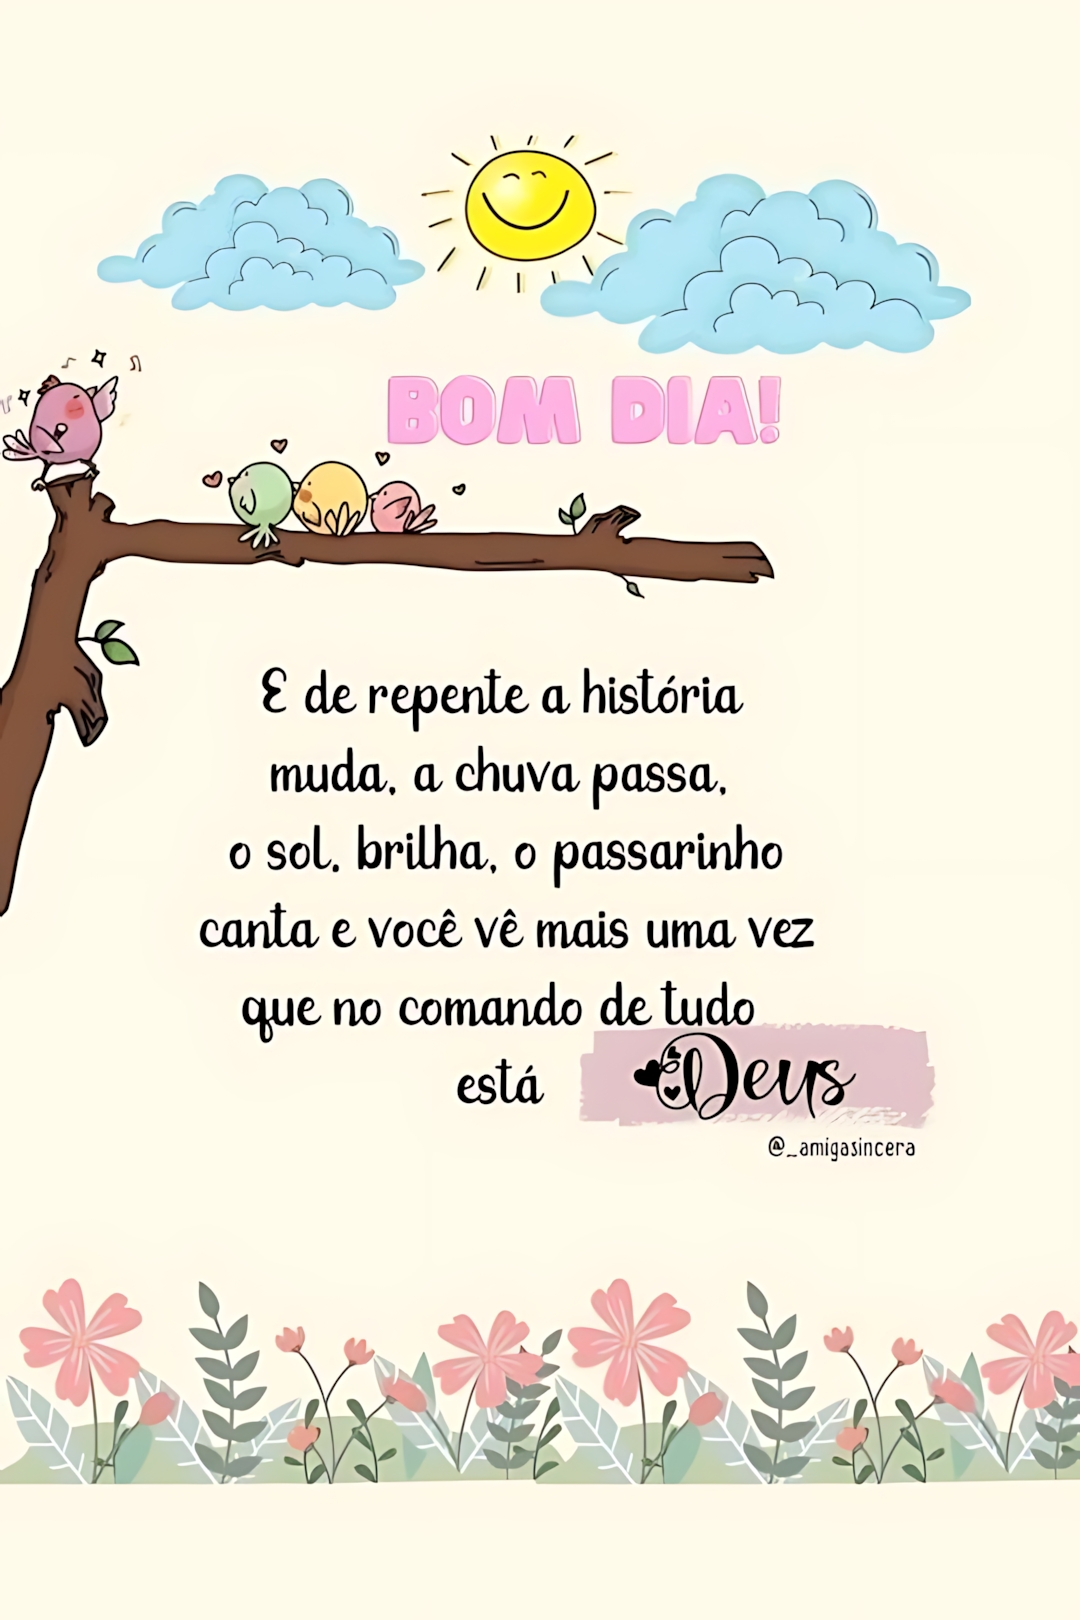 BOM DIA!
E de repente a história
muda, a chuva passa,
o sol, brilha, o passarinho
canta e você vê mais uma vez
que no comando de tudo
está Deus
@_amigasincera